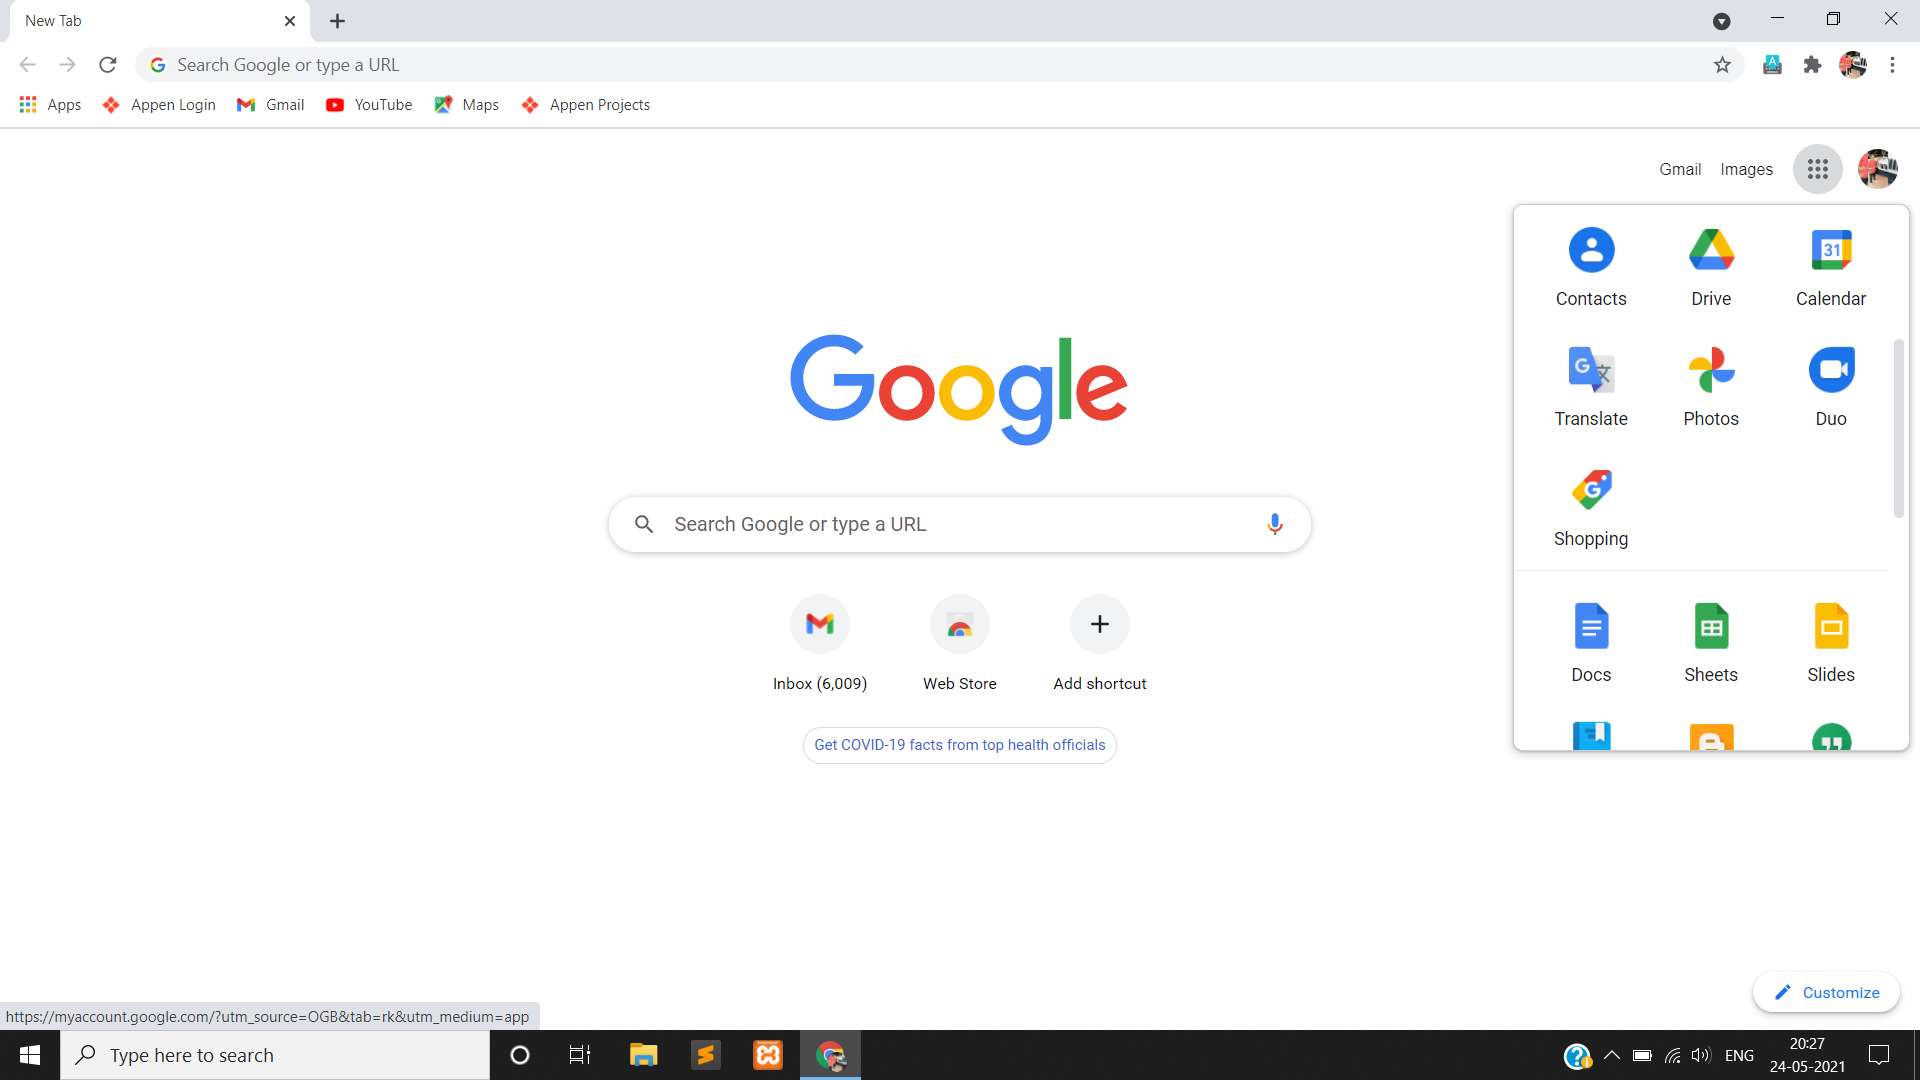 New Tab
Search Google or type a URL
Apps
Appen Login
Gmail
YouTube
Maps
Appen Projects
Gmail
Images
Contacts
Drive
31
Calendar
Translate
Photos
Duo
Shopping
Google
Search Google or type a URL
Inbox (6,009)
Web Store
Add shortcut
Get COVID-19 facts from top health officials
Docs
Sheets
Slides
Customize
https://myaccount.google.com/?utm_source=OGB&tab=rk&utm_medium=app
Type here to search
ENG
20:27
24-05-2021